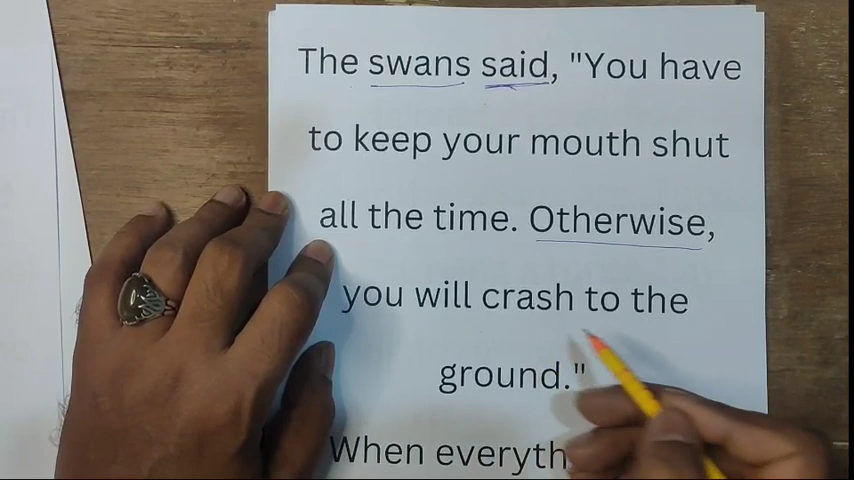 The swans said, "You have
to keep your mouth shut
all the time. Otherwise,
you will crash to the
ground."
When